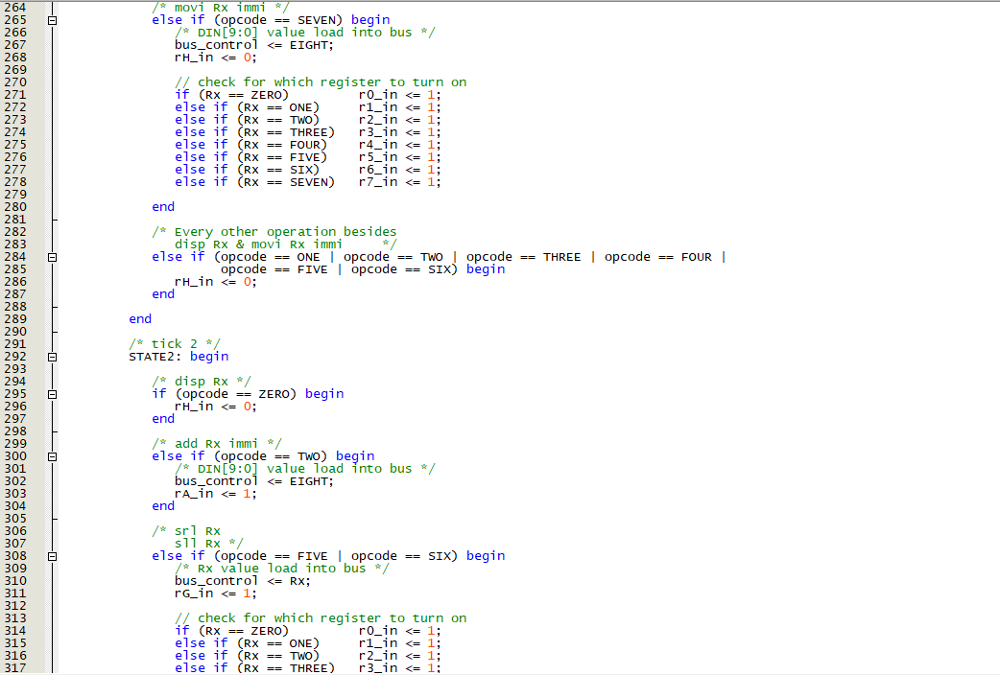 264 /* movi Rx immi */
265 else if (opcode == SEVEN) begin
266 /* DIN[9:0] value load into bus */
267 bus_control <= EIGHT;
268 rH_in <= 0;
269
270 // check for which register to turn on
271 if (Rx == ZERO) r0_in <= 1;
272 else if (Rx == ONE) r1_in <= 1;
273 else if (Rx == TWO) r2_in <= 1;
274 else if (Rx == THREE) r3_in <= 1;
275 else if (Rx == FOUR) r4_in <= 1;
276 else if (Rx == FIVE) r5_in <= 1;
277 else if (Rx == SIX) r6_in <= 1;
278 else if (Rx == SEVEN) r7_in <= 1;
279
280 end
281
282 /* Every other operation besides
283 disp Rx & movi Rx immi */
284 else if (opcode == ONE | opcode == TWO | opcode == THREE | opcode == FOUR |
285 opcode == FIVE | opcode == SIX) begin
286 rH_in <= 0;
287 end
288
289 end
290
291 /* tick 2 */
292 STATE2: begin
293
294 /* disp Rx */
295 if (opcode == ZERO) begin
296 rH_in <= 0;
297 end
298
299 /* add Rx immi */
300 else if (opcode == TWO) begin
301 /* DIN[9:0] value load into bus */
302 bus_control <= EIGHT;
303 rA_in <= 1;
304 end
305
306 /* srl Rx
307 sll Rx */
308 else if (opcode == FIVE | opcode == SIX) begin
309 /* Rx value load into bus */
310 bus_control <= Rx;
311 rG_in <= 1;
312
313 // check for which register to turn on
314 if (Rx == ZERO) r0_in <= 1;
315 else if (Rx == ONE) r1_in <= 1;
316 else if (Rx == TWO) r2_in <= 1;
317 else if (Rx == THREE) r3_in <= 1;